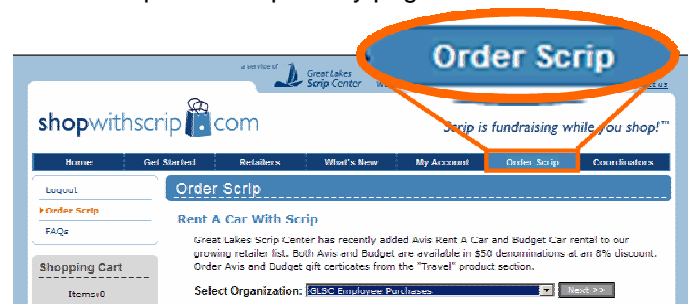 Order Scrip
a service of
Great Lakes
Scrip Center
shopwithscrip.com
Scrip is fundraising while you shop!™
Home Get Started Retailers What's New My Account Order Scrip Coordinators
Logout
Order Scrip
FAQs
Shopping Cart
Items:0
Order Scrip
Rent A Car With Scrip
Great Lakes Scrip Center has recently added Avis Rent A Car and Budget Car rental to our
growing retailer list. Both Avis and Budget are available in $50 denominations at an 8% discount.
Order Avis and Budget gift certicates from the "Travel" product section.
Select Organization: GLSC Employee Purchases Next >>